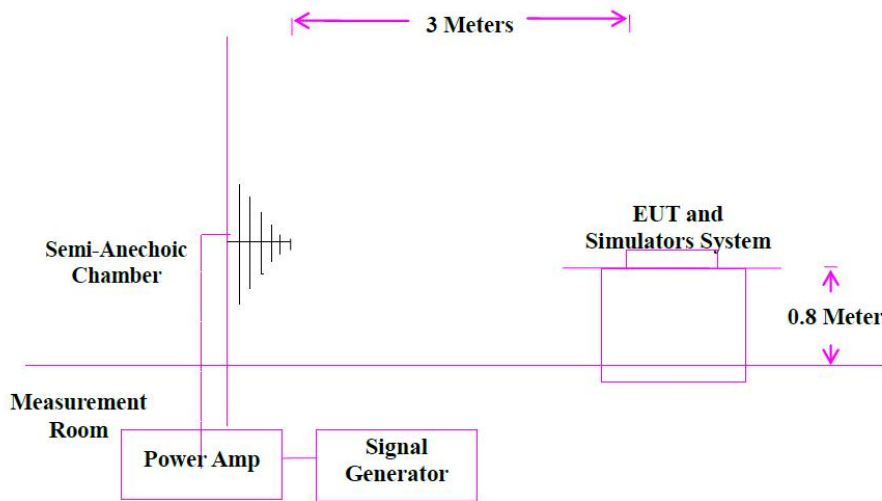 3 Meters
EUT and
Simulators System
Semi-Anechoic
Chamber
0.8 Meter
Measurement
Room
Power Amp
Signal
Generator